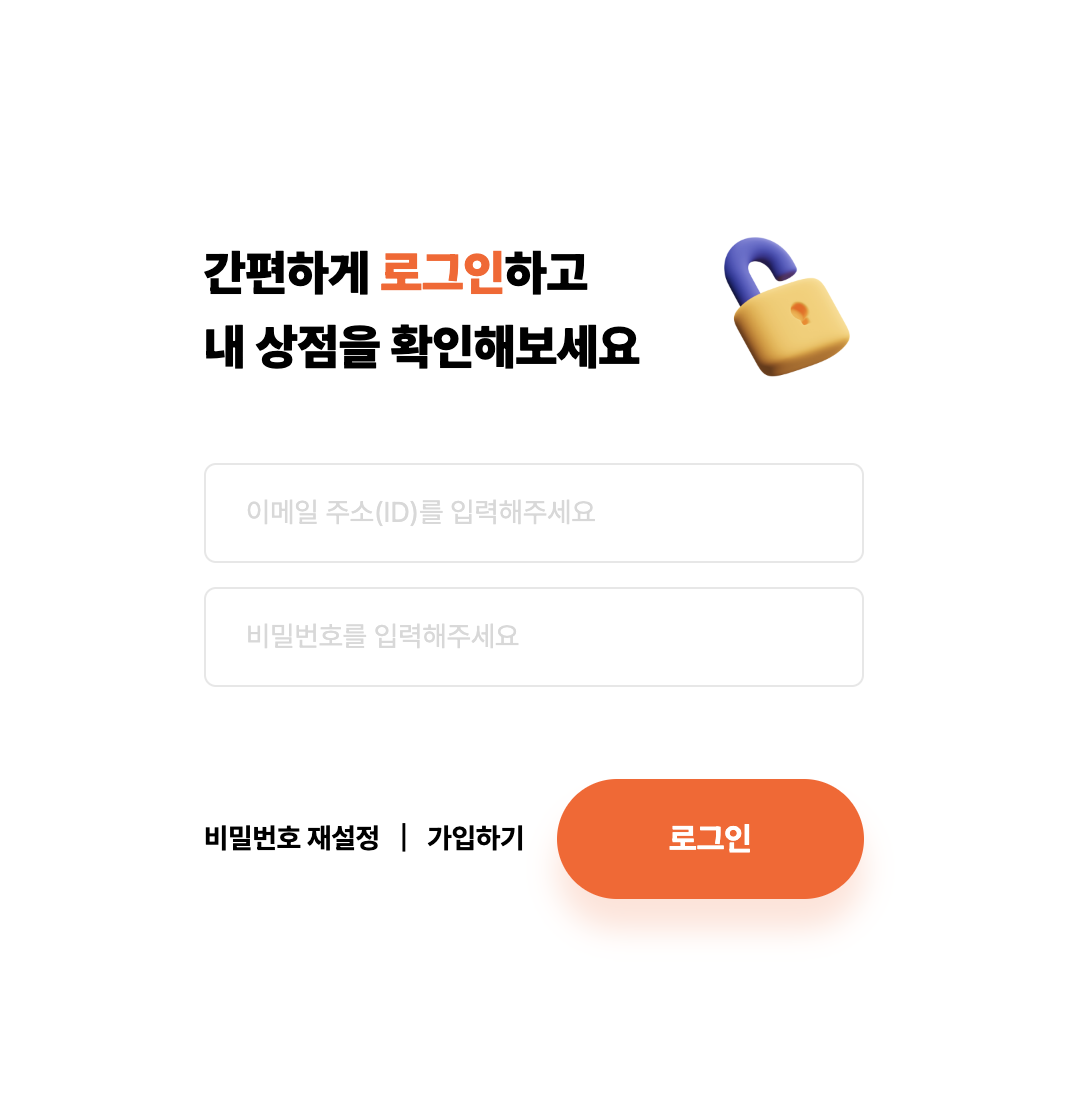 간편하게 로그인하고
내 상점을 확인해보세요
이메일 주소(ID)를 입력해주세요
비밀번호를 입력해주세요
비밀번호 재설정 | 가입하기
로그인